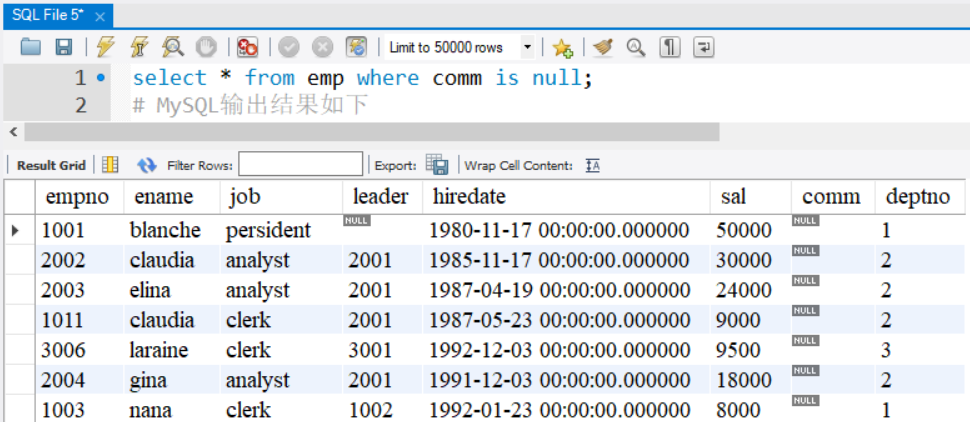 SQL File 5*
Limit to 50000 rows
1 select * from emp where comm is null;
2 # MySQL输出结果如下
Result Grid Filter Rows: Export: Wrap Cell Content:
empno ename job leader hiredate sal comm deptno
1001 blanche persident NULL 1980-11-17 00:00:00.000000 50000 NULL 1
2002 claudia analyst 2001 1985-11-17 00:00:00.000000 30000 NULL 2
2003 elina analyst 2001 1987-04-19 00:00:00.000000 24000 NULL 2
1011 claudia clerk 2001 1987-05-23 00:00:00.000000 9000 NULL 2
3006 laraine clerk 3001 1992-12-03 00:00:00.000000 9500 NULL 3
2004 gina analyst 2001 1991-12-03 00:00:00.000000 18000 NULL 2
1003 nana clerk 1002 1992-01-23 00:00:00.000000 8000 NULL 1